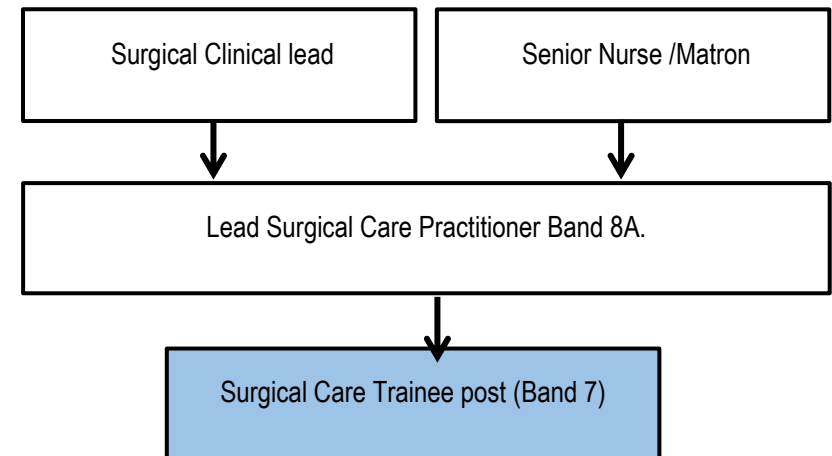 Surgical Clinical lead
Senior Nurse /Matron
Lead Surgical Care Practitioner Band 8A.
Surgical Care Trainee post (Band 7)